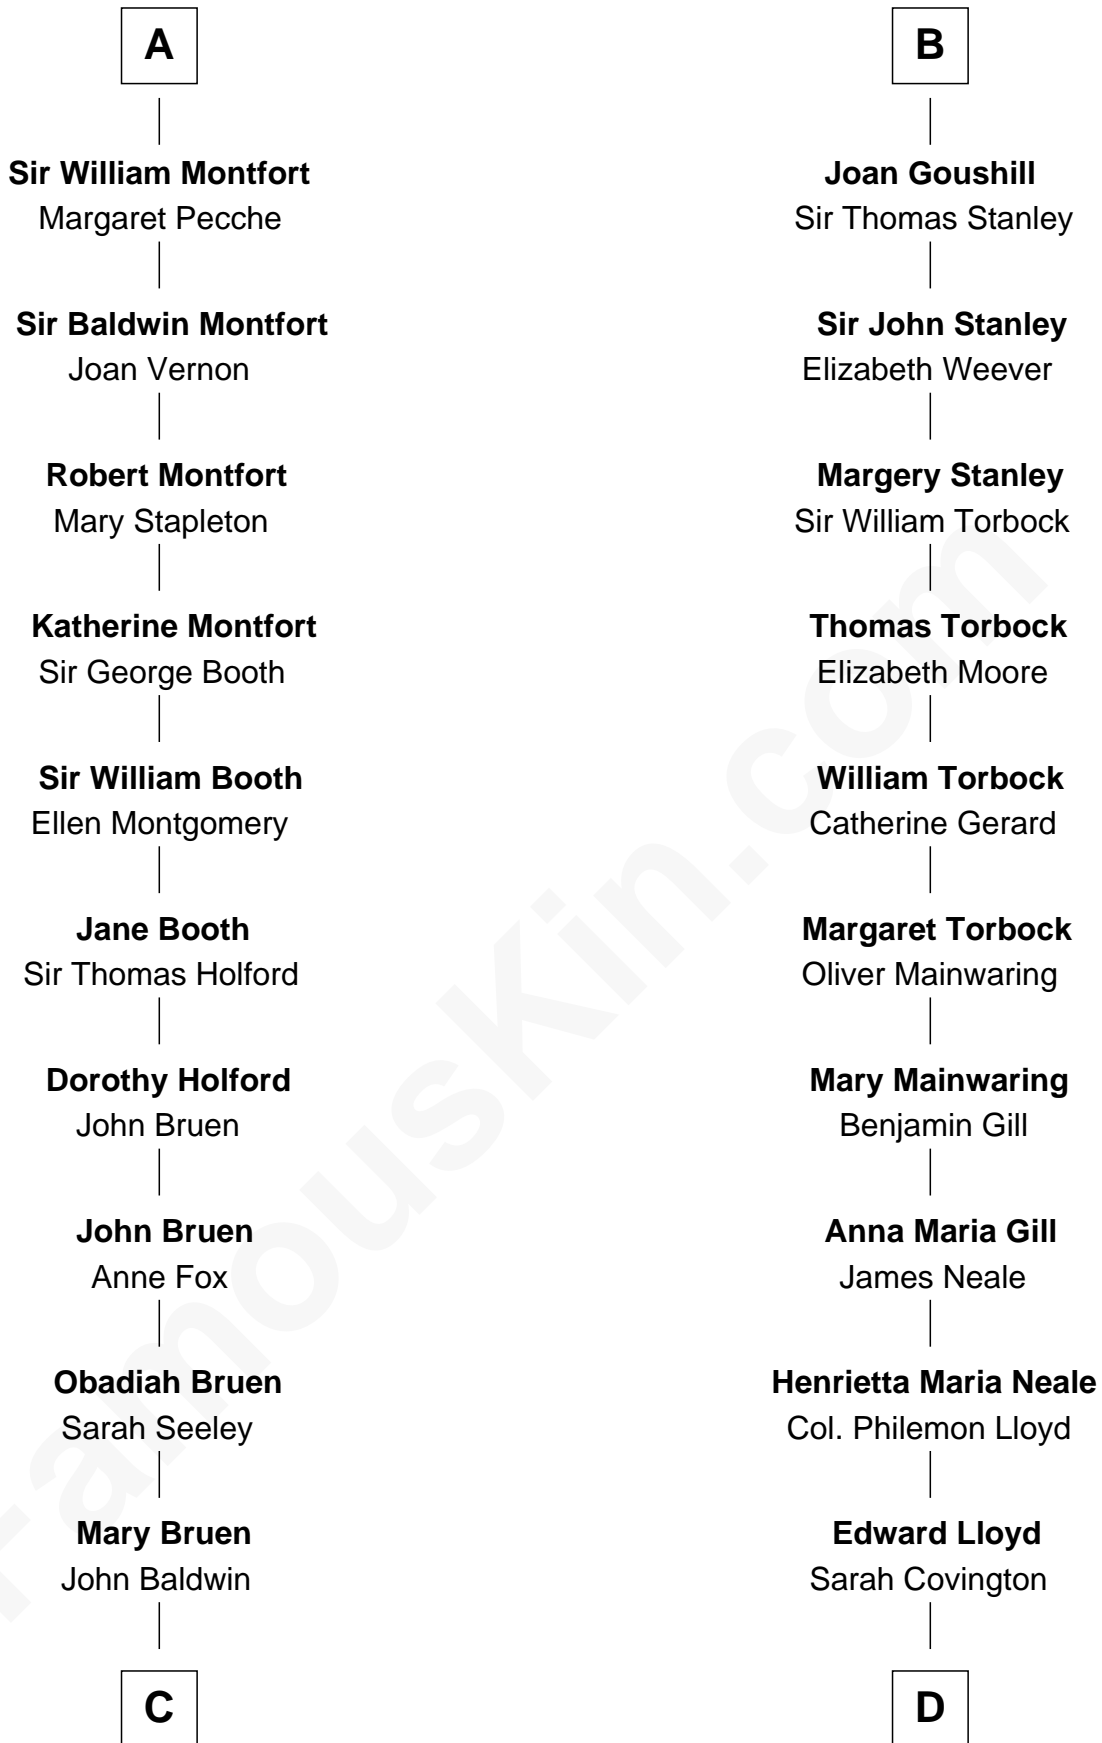 A
Sir William Montfort
Margaret Pecche
Sir Baldwin Montfort
Joan Vernon
Robert Montfort
Mary Stapleton
Katherine Montfort
Sir George Booth
Sir William Booth
Ellen Montgomery
Jane Booth
Sir Thomas Holford
Dorothy Holford
John Bruen
John Bruen
Anne Fox
Obadiah Bruen
Sarah Seeley
Mary Bruen
John Baldwin
C
B
Joan Goushill
Sir Thomas Stanley
Sir John Stanley
Elizabeth Weever
Margery Stanley
Sir William Torbock
Thomas Torbock
Elizabeth Moore
William Torbock
Catherine Gerard
Margaret Torbock
Oliver Mainwaring
Mary Mainwaring
Benjamin Gill
Anna Maria Gill
James Neale
Henrietta Maria Neale
Col. Philemon Lloyd
Edward Lloyd
Sarah Covington
D
FamousKin.com